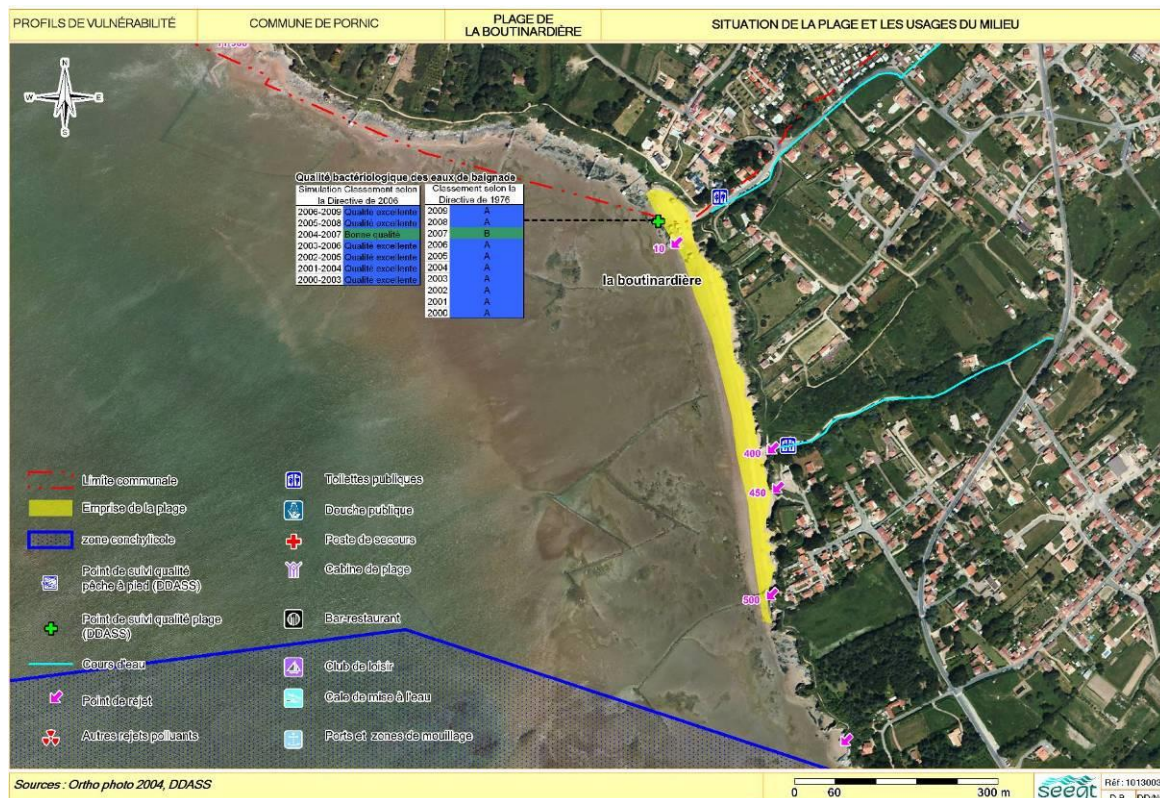 PROFILS DE VULNÉRABILITÉ
COMMUNE DE PORNIC
PLAGE DE
LA BOUTINARDIÈRE
SITUATION DE LA PLAGE ET LES USAGES DU MILIEU
N
W E
S
Qualité bactériologique des eaux de baignade
Simulation Classement selon
la Directive de 2006
2006-2009 Qualité excellente
2005-2008 Qualité excellente
2004-2007 Bonne qualité
2003-2006 Qualité excellente
2002-2005 Qualité excellente
2001-2004 Qualité excellente
2000-2003 Qualité excellente
Classement selon la
Directive de 1976
2009 A
2008 A
2007 B
2006 A
2005 A
2004 A
2003 A
2002 A
2001 A
2000 A
10
la boutinardière
400
450
500
Limite communale
Emprise de la plage
zone conchylicole
Point de suivi qualité
pêche à pied (DDASS)
Point de suivi qualité plage
(DDASS)
Cours d'eau
Point de rejet
Autres rejets polluants
Toilettes publiques
Douche publique
Poste de secours
Cabine de plage
Bar-restaurant
Club de loisir
Cale de mise à l'eau
Ports et zones de mouillage
Sources : Ortho photo 2004, DDASS
0 60 300 m
seeat
Réf : 1013003